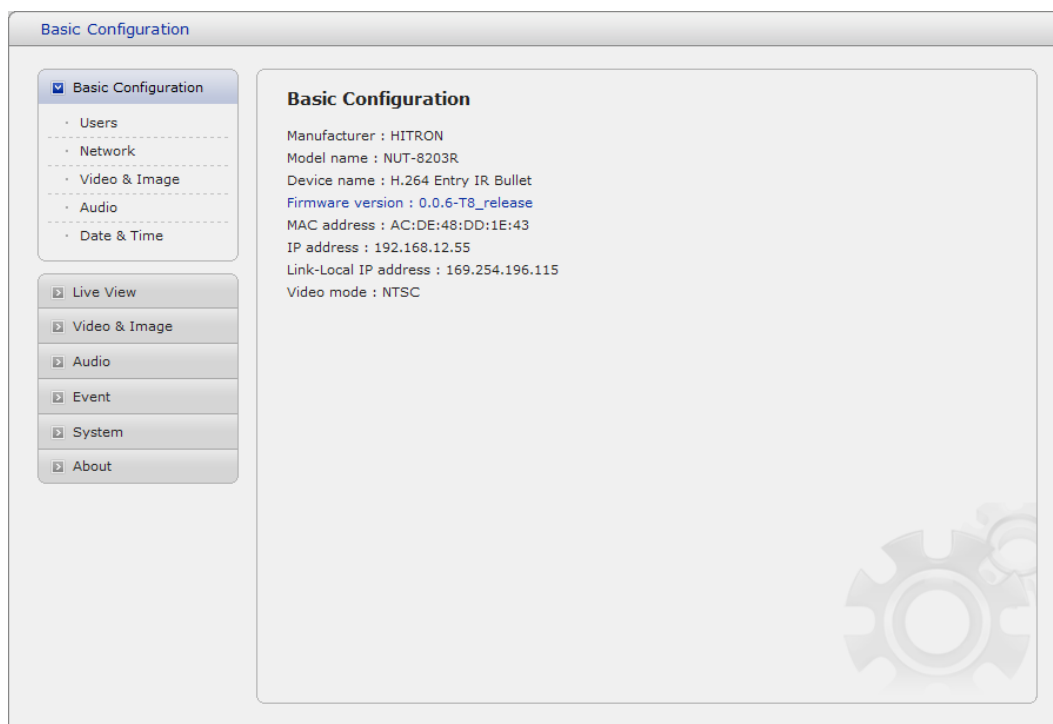 Basic Configuration
Basic Configuration
· Users
· Network
· Video & Image
· Audio
· Date & Time
Live View
Video & Image
Audio
Event
System
About
Basic Configuration
Manufacturer : HITRON
Model name : NUT-8203R
Device name : H.264 Entry IR Bullet
Firmware version : 0.0.6-T8_release
MAC address : AC:DE:48:DD:1E:43
IP address : 192.168.12.55
Link-Local IP address : 169.254.196.115
Video mode : NTSC